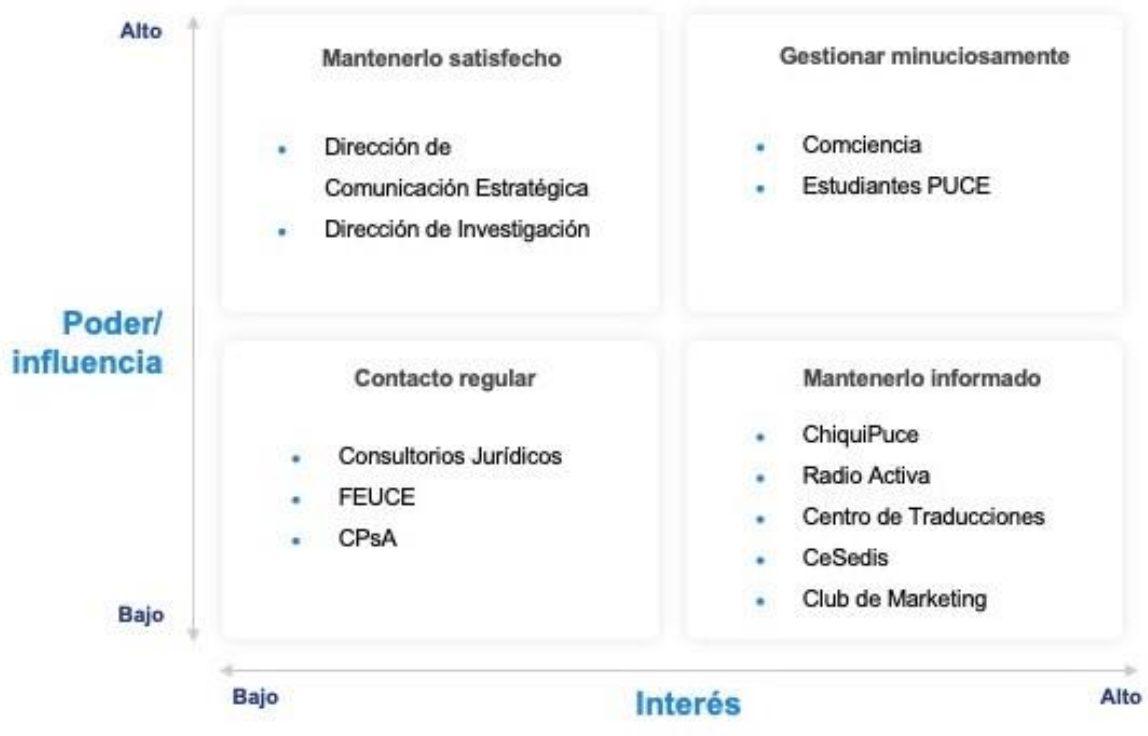 Alto
Mantenerlo satisfecho
Dirección de
Comunicación Estratégica
Dirección de Investigación
Gestionar minuciosamente
Comciencia
Estudiantes PUCE
Poder/
influencia
Contacto regular
Consultorios Jurídicos
FEUCE
CPsA
Mantenerlo informado
ChiquiPuce
Radio Activa
Centro de Traducciones
CeSedis
Club de Marketing
Bajo
Bajo
Interés
Alto